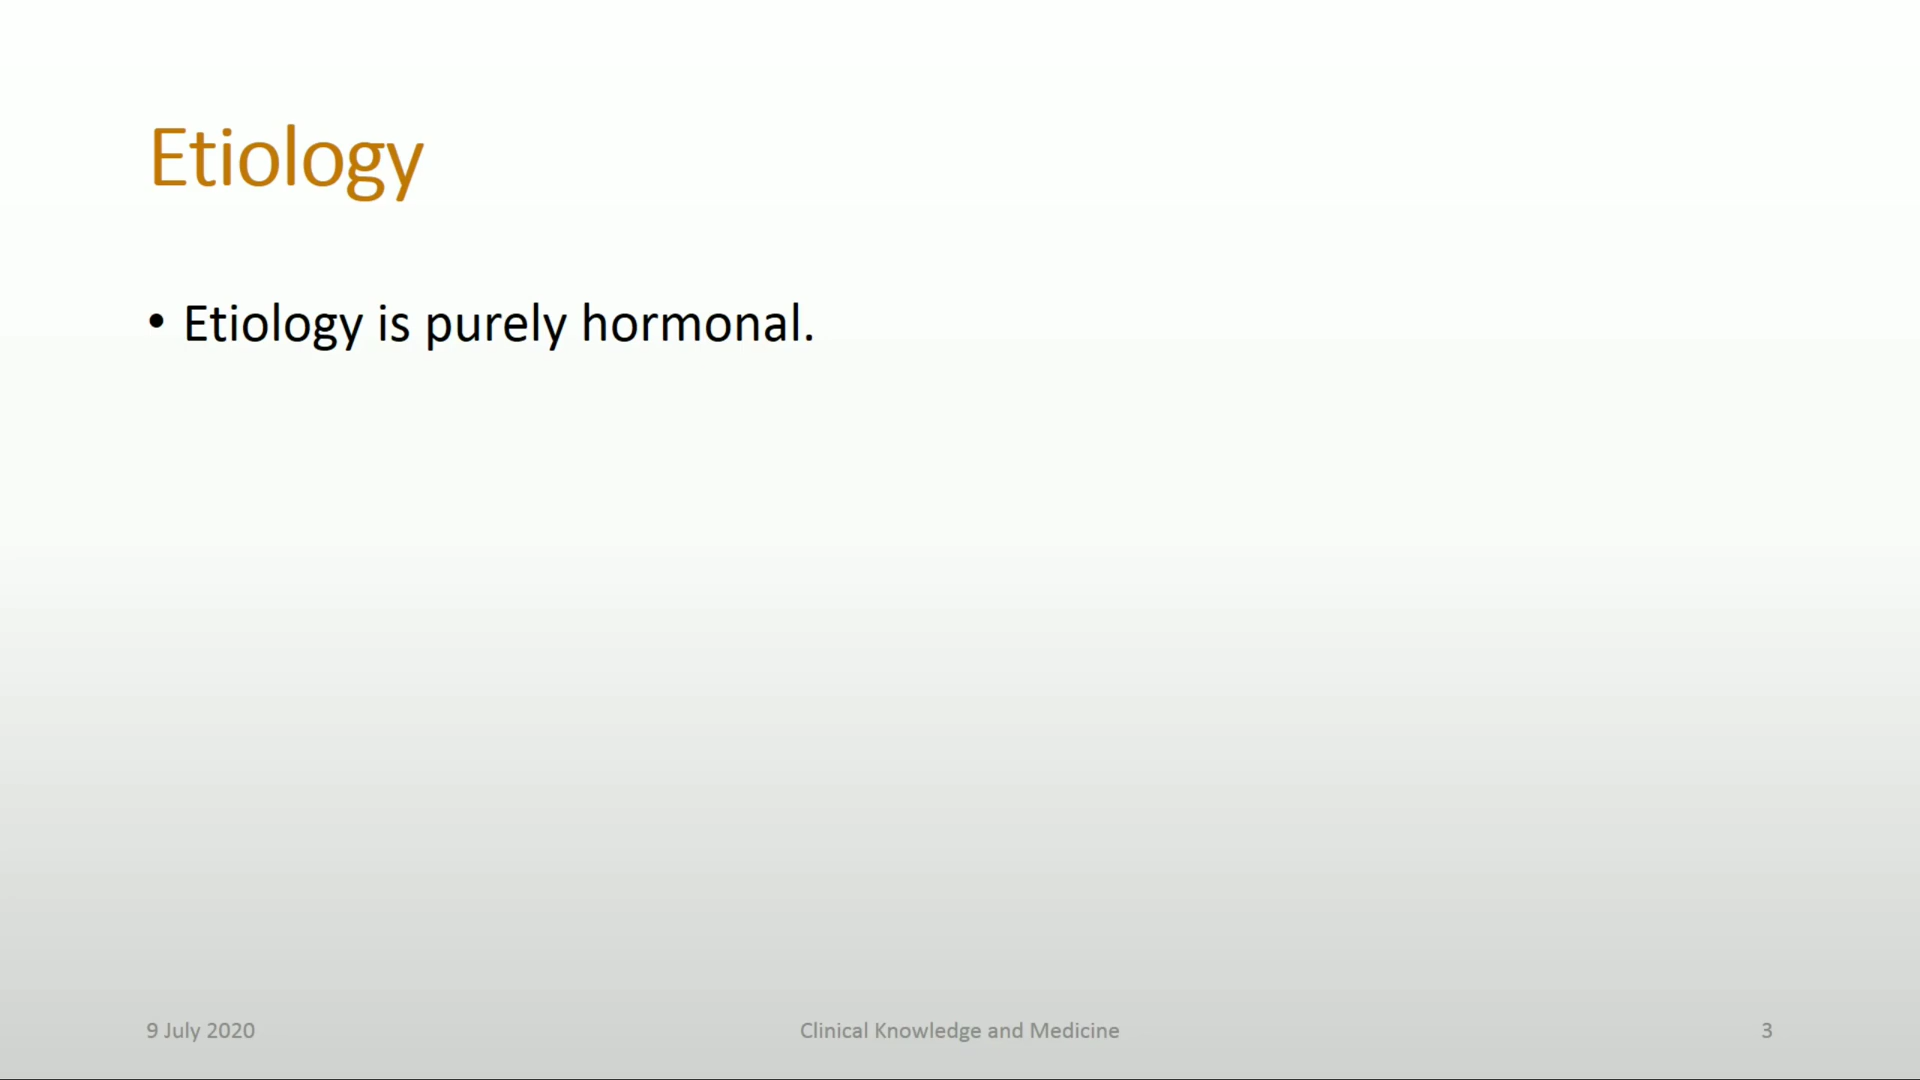 Etiology
• Etiology is purely hormonal.
9 July 2020
Clinical Knowledge and Medicine
3